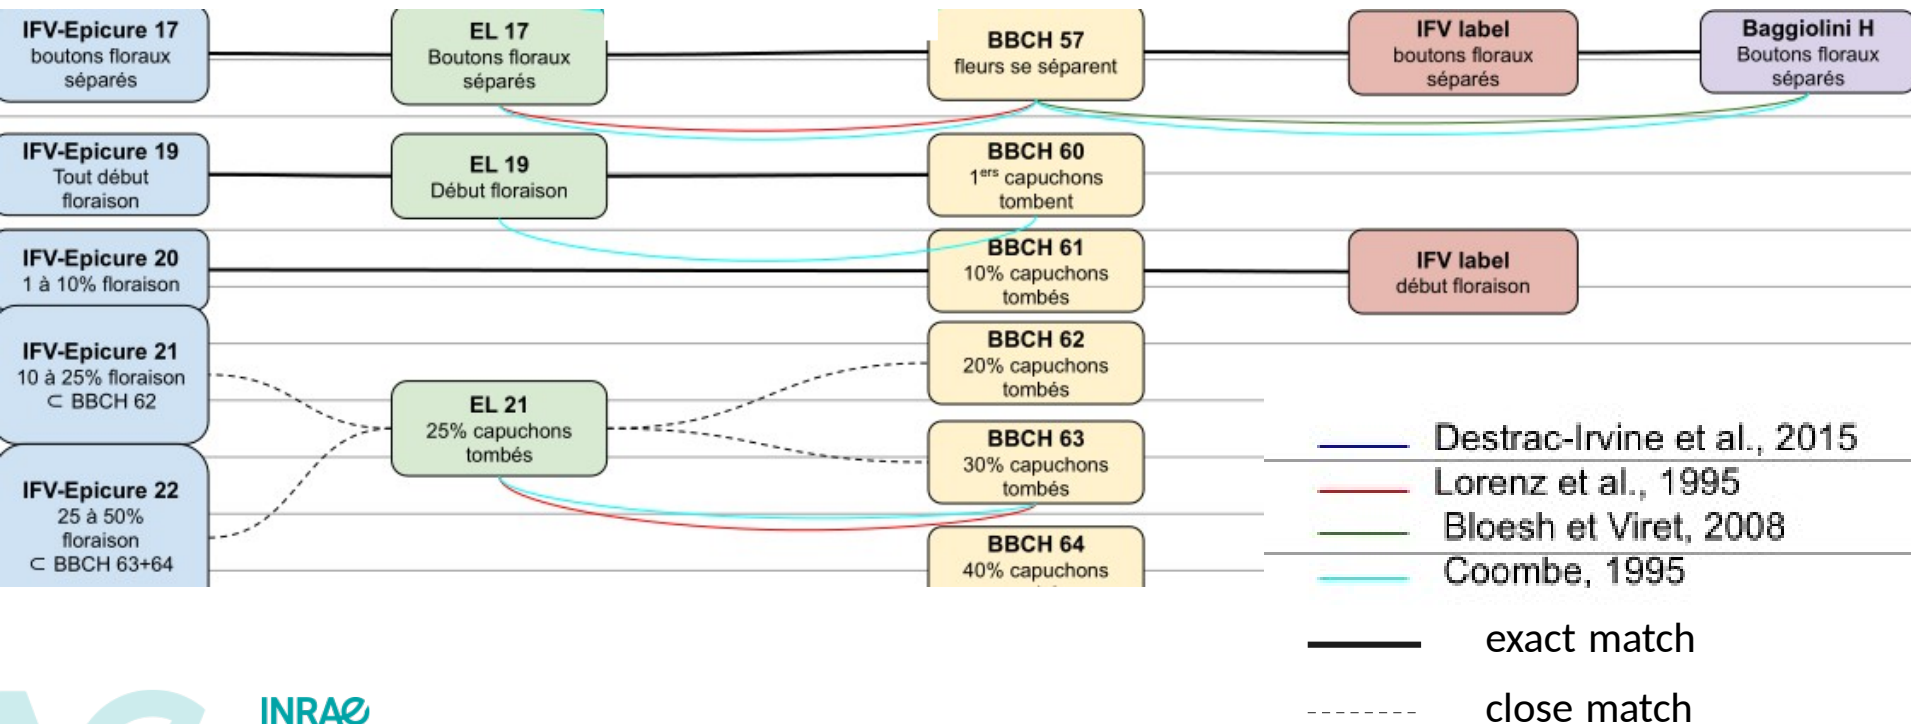 IFV-Epicure 17
boutons floraux
séparés
EL 17
Boutons floraux
séparés
BBCH 57
fleurs se séparent
IFV label
boutons floraux
séparés
Baggiolini H
Boutons floraux
séparés
IFV-Epicure 19
Tout début
floraison
EL 19
Début floraison
BBCH 60
1ers capuchons
tombent
IFV-Epicure 20
1 à 10% floraison
BBCH 61
10% capuchons
tombés
IFV label
début floraison
IFV-Epicure 21
10 à 25% floraison
⊂ BBCH 62
EL 21
25% capuchons
tombés
BBCH 62
20% capuchons
tombés
BBCH 63
30% capuchons
tombés
IFV-Epicure 22
25 à 50%
floraison
⊂ BBCH 63+64
BBCH 64
40% capuchons
Destrac-Irvine et al., 2015
Lorenz et al., 1995
Bloesh et Viret, 2008
Coombe, 1995
exact match
close match
INRAE